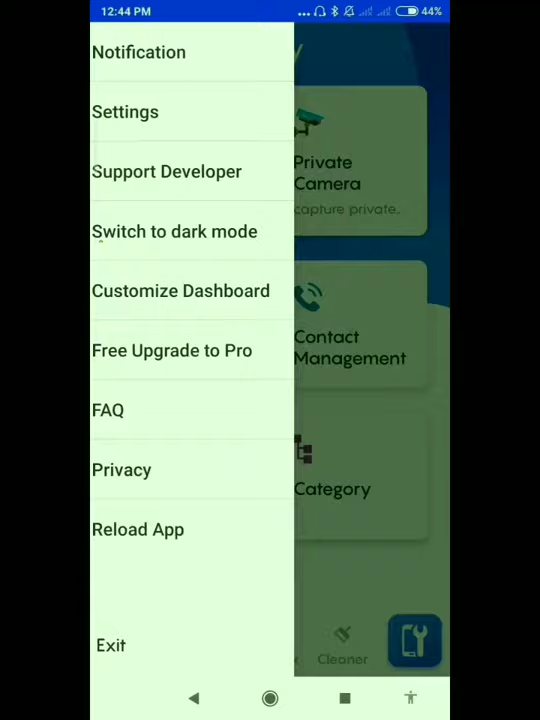 12:44 PM
44%
Notification
Settings
Support Developer
Switch to dark mode
Customize Dashboard
Free Upgrade to Pro
FAQ
Privacy
Reload App
Exit
Private
Camera
capture private..
Contact
Management
Category
Cleaner